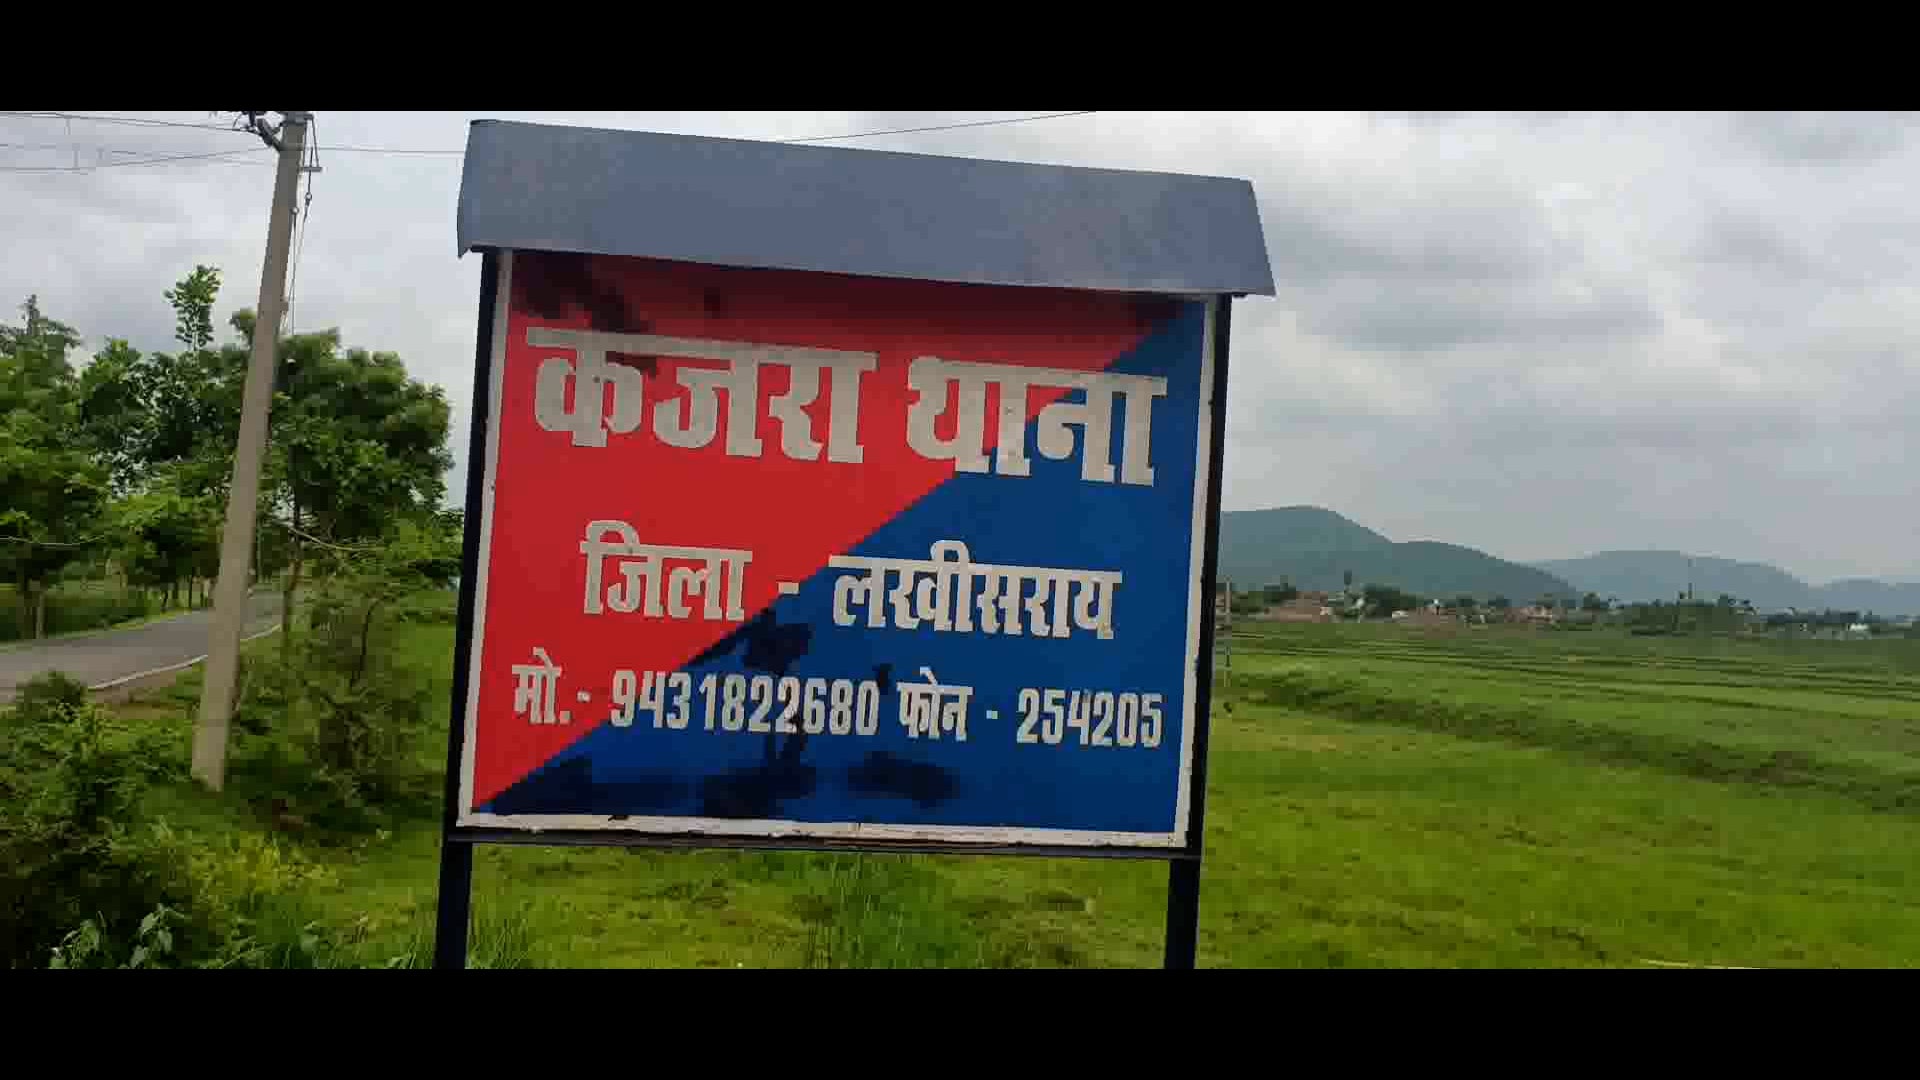 कजरा थाना
जिला - लखीसराय
मो.- 9431822680 फोन - 254205